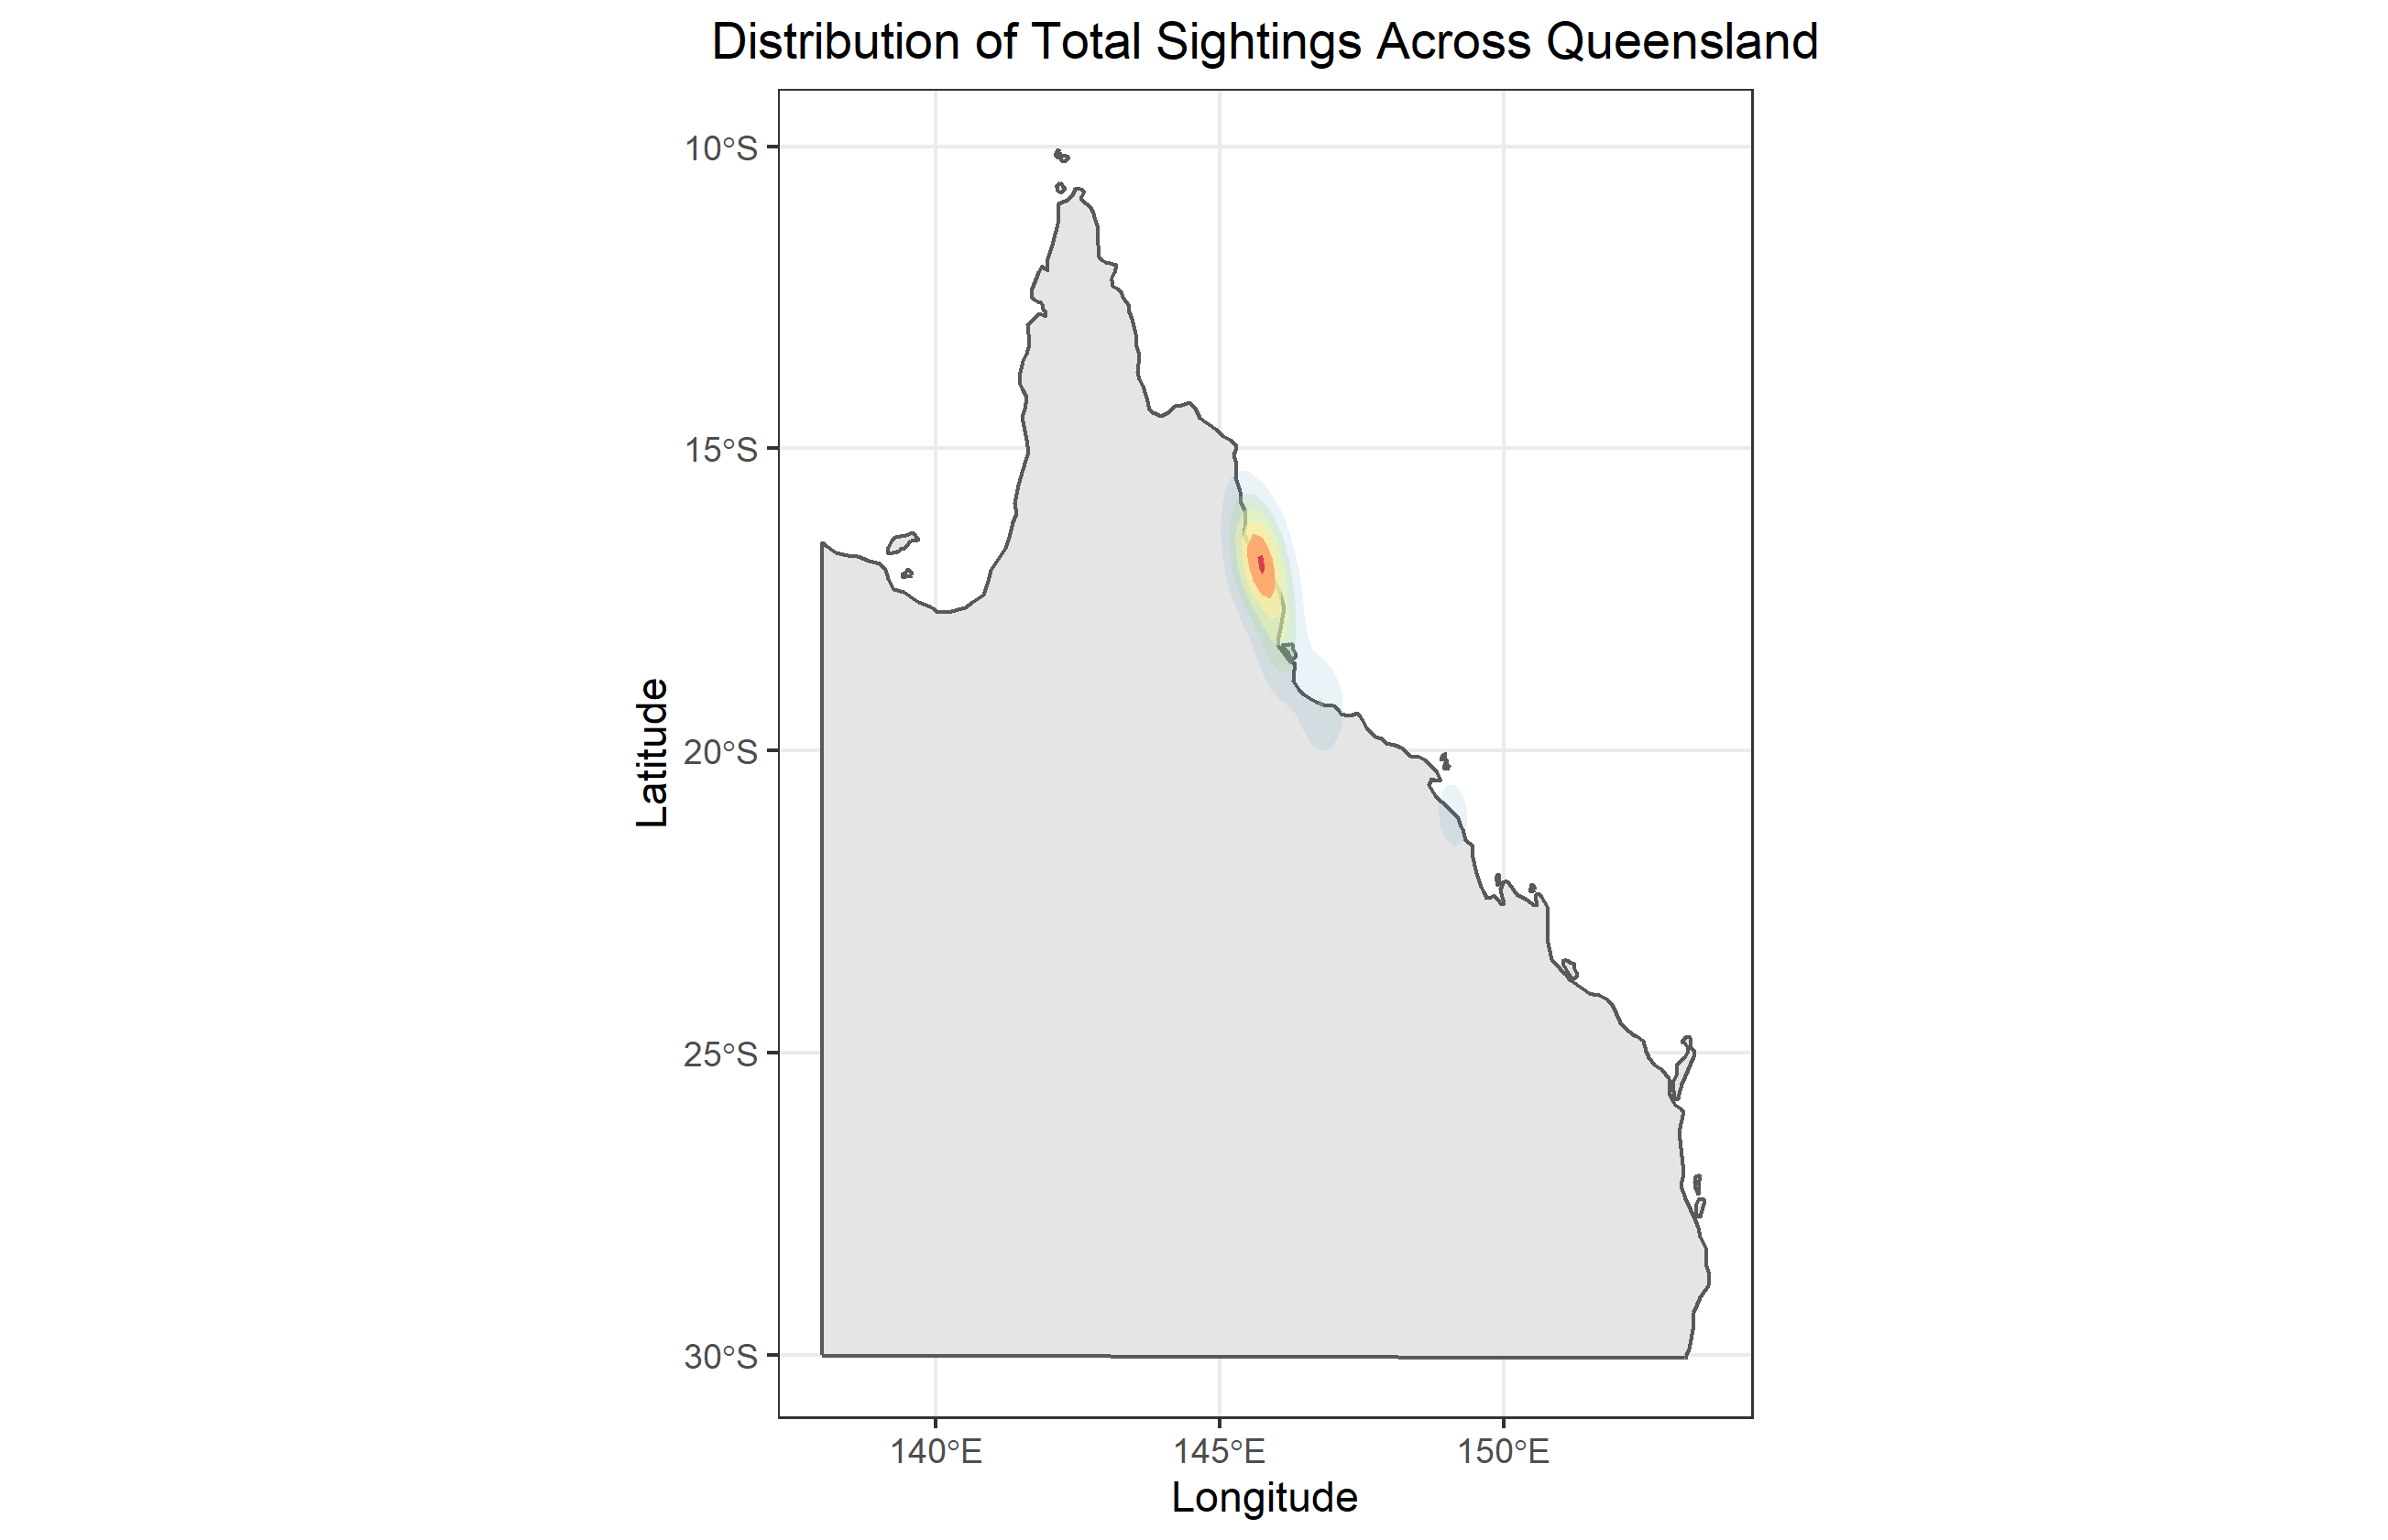 Distribution of Total Sightings Across Queensland
10°S
15°S
20°S
25°S
30°S
Latitude
140°E
145°E
150°E
Longitude